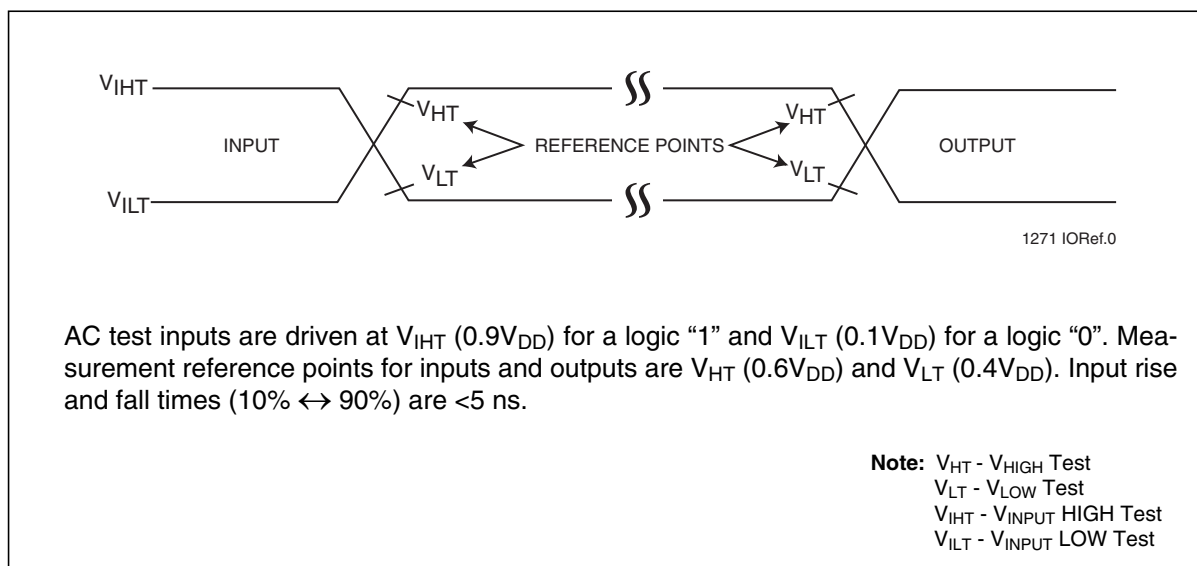 VIHT
VHT
VHT
INPUT
REFERENCE POINTS
OUTPUT
VLT
VLT
VILT
1271 IORef.0
AC test inputs are driven at VIHT (0.9VDD) for a logic “1” and VILT (0.1VDD) for a logic “0”. Mea-
surement reference points for inputs and outputs are VHT (0.6VDD) and VLT (0.4VDD). Input rise
and fall times (10% ↔ 90%) are <5 ns.
Note: VHT - VHIGH Test
VLT - VLOW Test
VIHT - VINPUT HIGH Test
VILT - VINPUT LOW Test